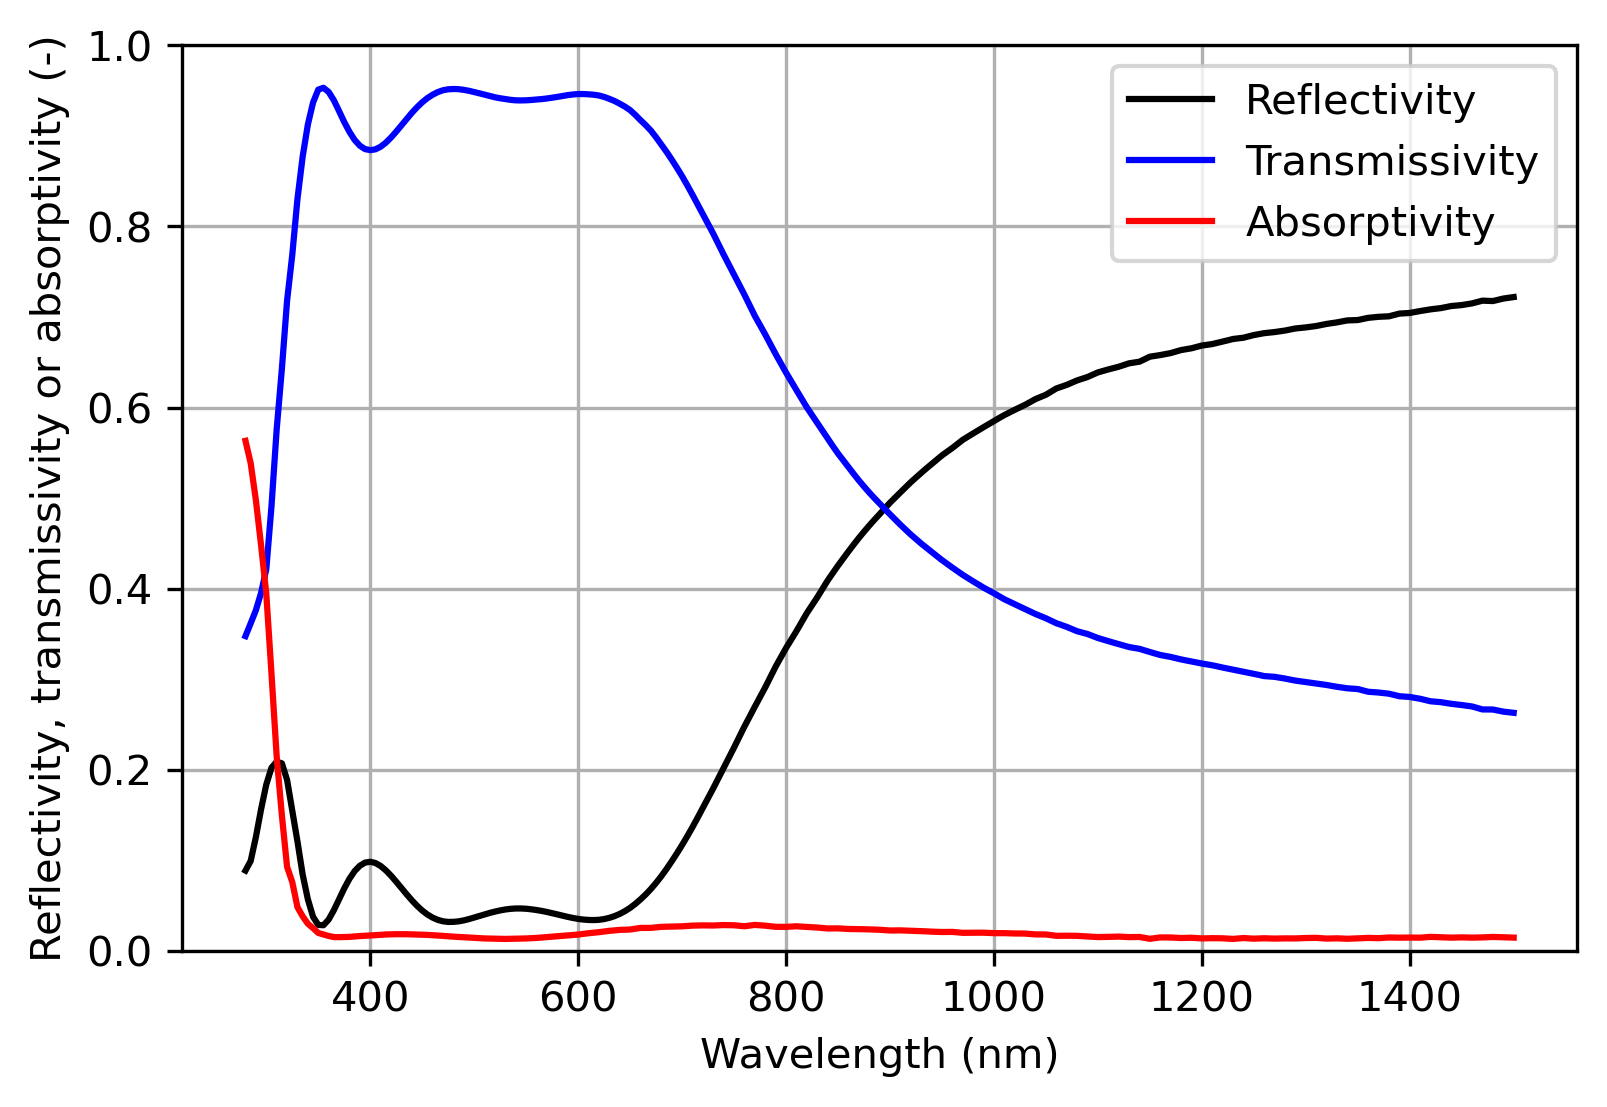 Reflectivity, transmissivity or absorptivity (-)
1.0
0.8
0.6
0.4
0.2
0.0
Reflectivity
Transmissivity
Absorptivity
400 600 800 1000 1200 1400
Wavelength (nm)